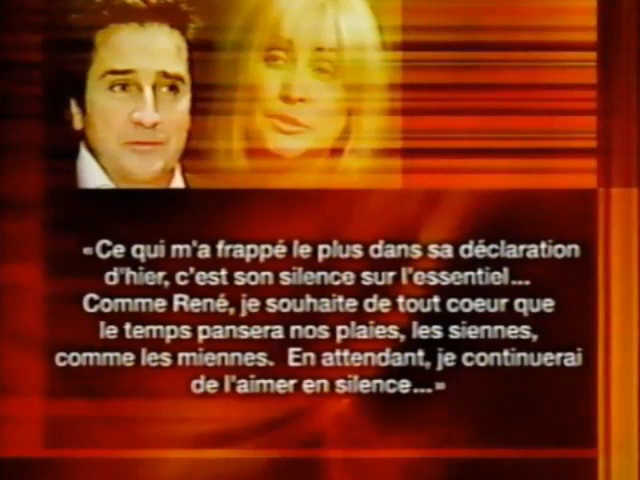 «Ce qui m'a frappé le plus dans sa déclaration
d'hier, c'est son silence sur l'essentiel...
Comme René, je souhaite de tout coeur que
le temps pansera nos plaies, les siennes,
comme les miennes. En attendant, je continuerai
de l'aimer en silence...»